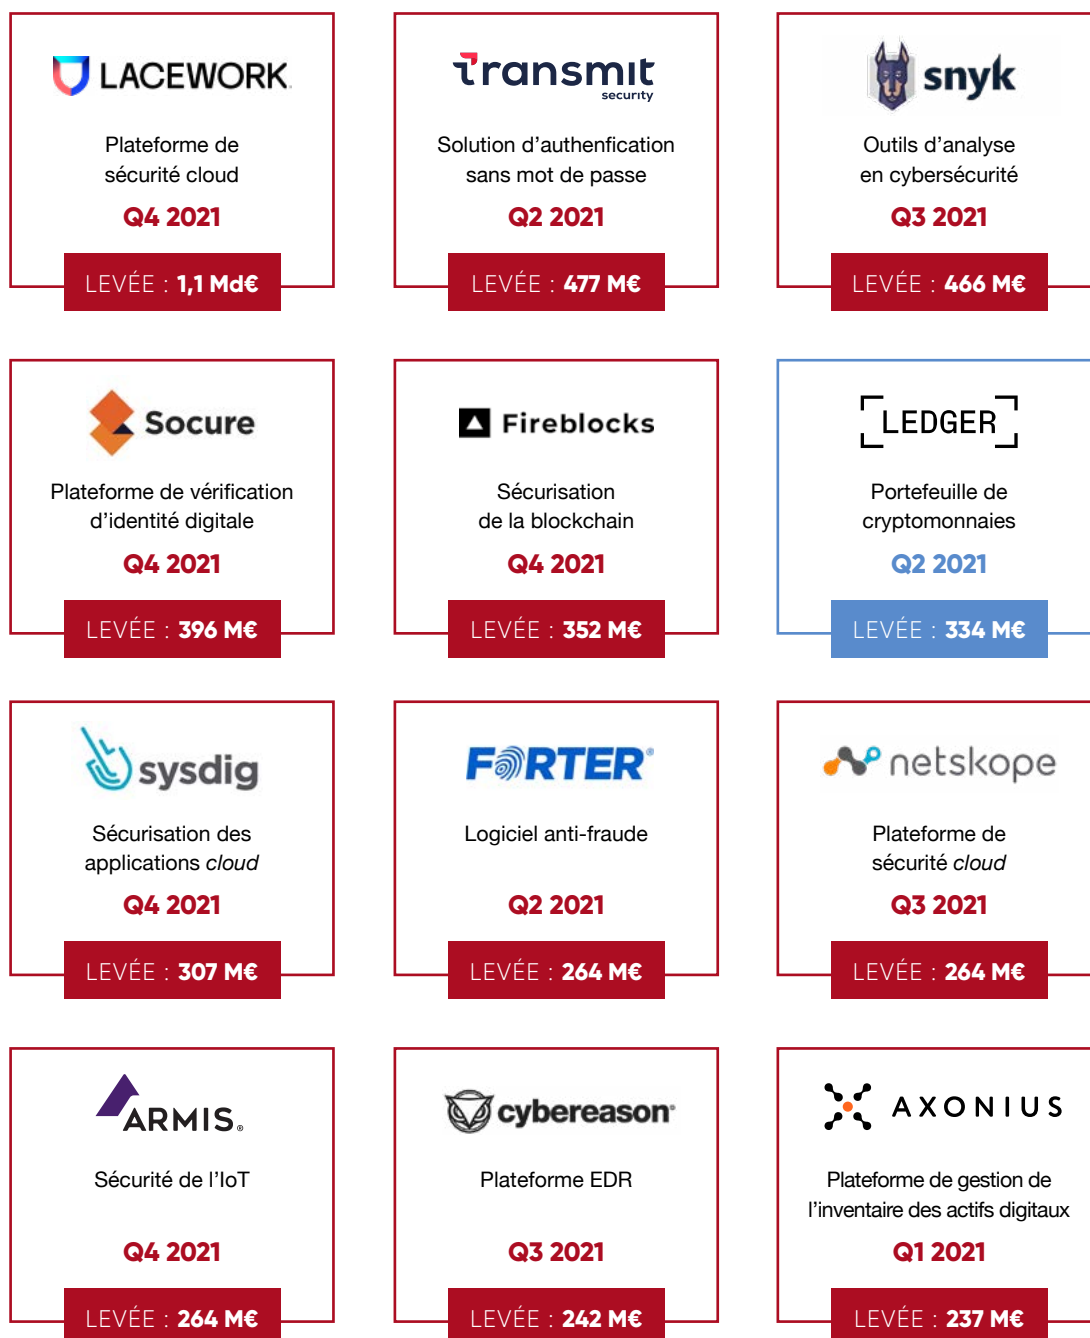 LACEWORK
Plateforme de
sécurité cloud
Q4 2021
LEVÉE : 1,1 Md€
Transmit
security
Solution d'authenfication
sans mot de passe
Q2 2021
LEVÉE : 477 M€
snyk
Outils d'analyse
en cybersécurité
Q3 2021
LEVÉE : 466 M€
Socure
Plateforme de vérification
d'identité digitale
Q4 2021
LEVÉE : 396 M€
Fireblocks
Sécurisation
de la blockchain
Q4 2021
LEVÉE : 352 M€
LEDGER
Portefeuille de
cryptomonnaies
Q2 2021
LEVÉE : 334 M€
sysdig
Sécurisation des
applications cloud
Q4 2021
LEVÉE : 307 M€
FORTER®
Logiciel anti-fraude
Q2 2021
LEVÉE : 264 M€
netskope
Plateforme de
sécurité cloud
Q3 2021
LEVÉE : 264 M€
ARMIS®
Sécurité de l'IoT
Q4 2021
LEVÉE : 264 M€
cybereason®
Plateforme EDR
Q3 2021
LEVÉE : 242 M€
AXONIUS
Plateforme de gestion de
l'inventaire des actifs digitaux
Q1 2021
LEVÉE : 237 M€